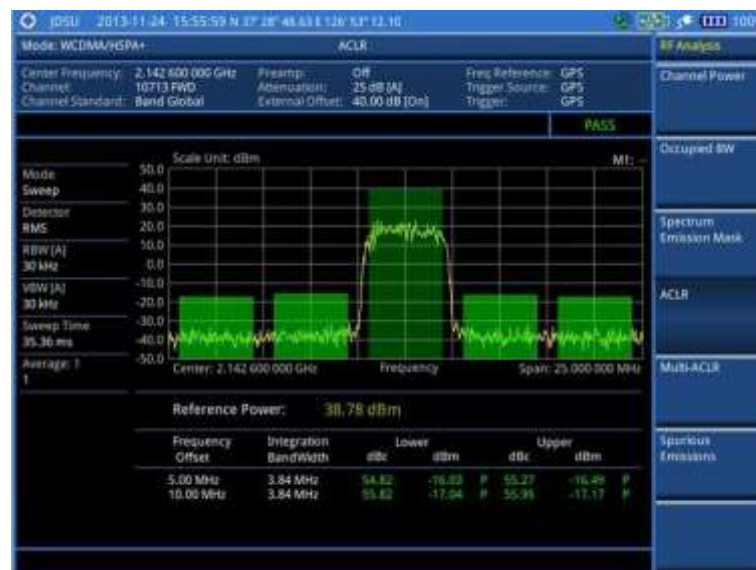 JDSU 2013-11-24 15:55:59 N 37° 28' 48.63 E 126° 53' 12.10 100
Mode: WCDMA/HSPA+ ACLR RF Analysis
Center Frequency: 2.142 600 000 GHz Preamp: Off Freq Reference: GPS
Channel: 10713 FWD Attenuation: 25 dB [A] Trigger Source: GPS
Channel Standard: Band Global External Offset: 40.00 dB [On] Trigger: GPS
PASS
Channel Power
Occupied BW
Spectrum
Emission Mask
ACLR
Multi-ACLR
Spurious
Emissions
Mode
Sweep
Detector
RMS
RBW [A]
30 kHz
VBW [A]
30 kHz
Sweep Time
35.36 ms
Average: 1
1
Scale Unit: dBm M1: --
50.0
40.0
30.0
20.0
10.0
0.0
-10.0
-20.0
-30.0
-40.0
-50.0
Center: 2.142 600 000 GHz Frequency Span: 25.000 000 MHz
Reference Power: 38.78 dBm
Frequency Integration Lower Upper
Offset BandWidth dBc dBm dBc dBm
5.00 MHz 3.84 MHz 54.82 -16.03 P 55.27 -16.49 P
10.00 MHz 3.84 MHz 55.82 -17.04 P 55.95 -17.17 P